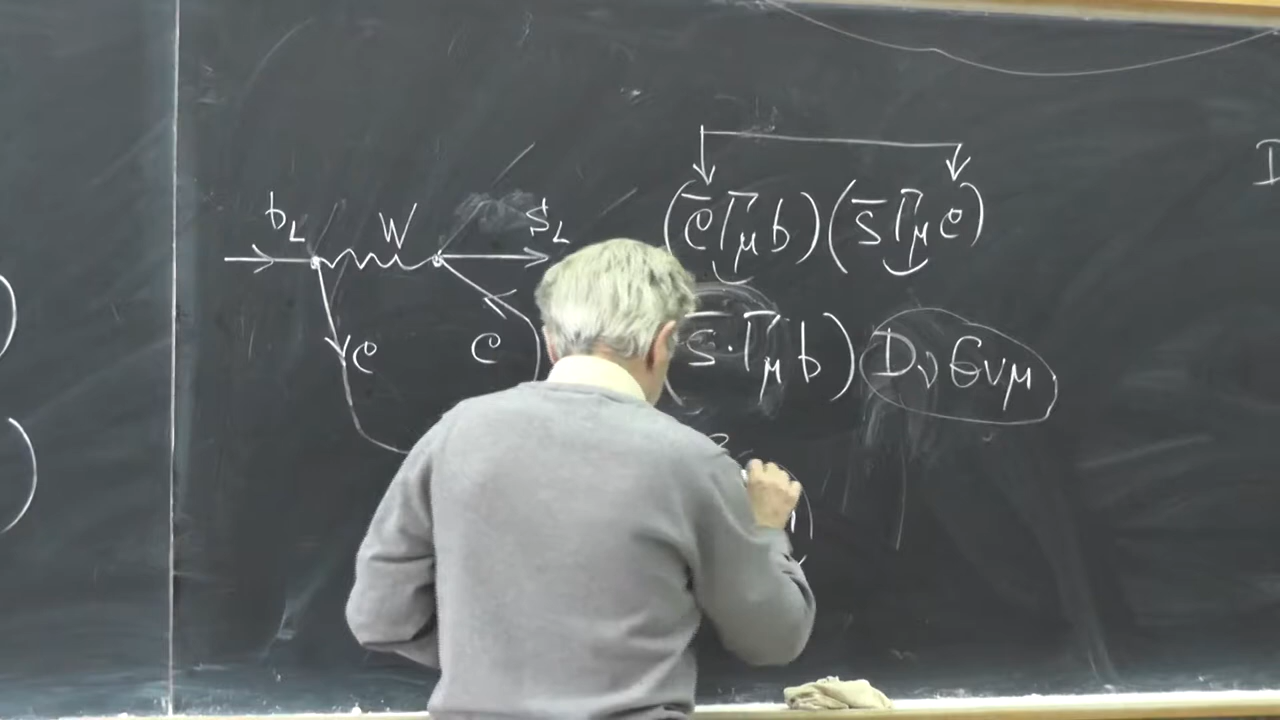 b_L W S_L
(c̄ Γ_μ b)(s̄ Γ_μ c)
c c
(s̄ · Γ_μ b) D_ν G_νμ